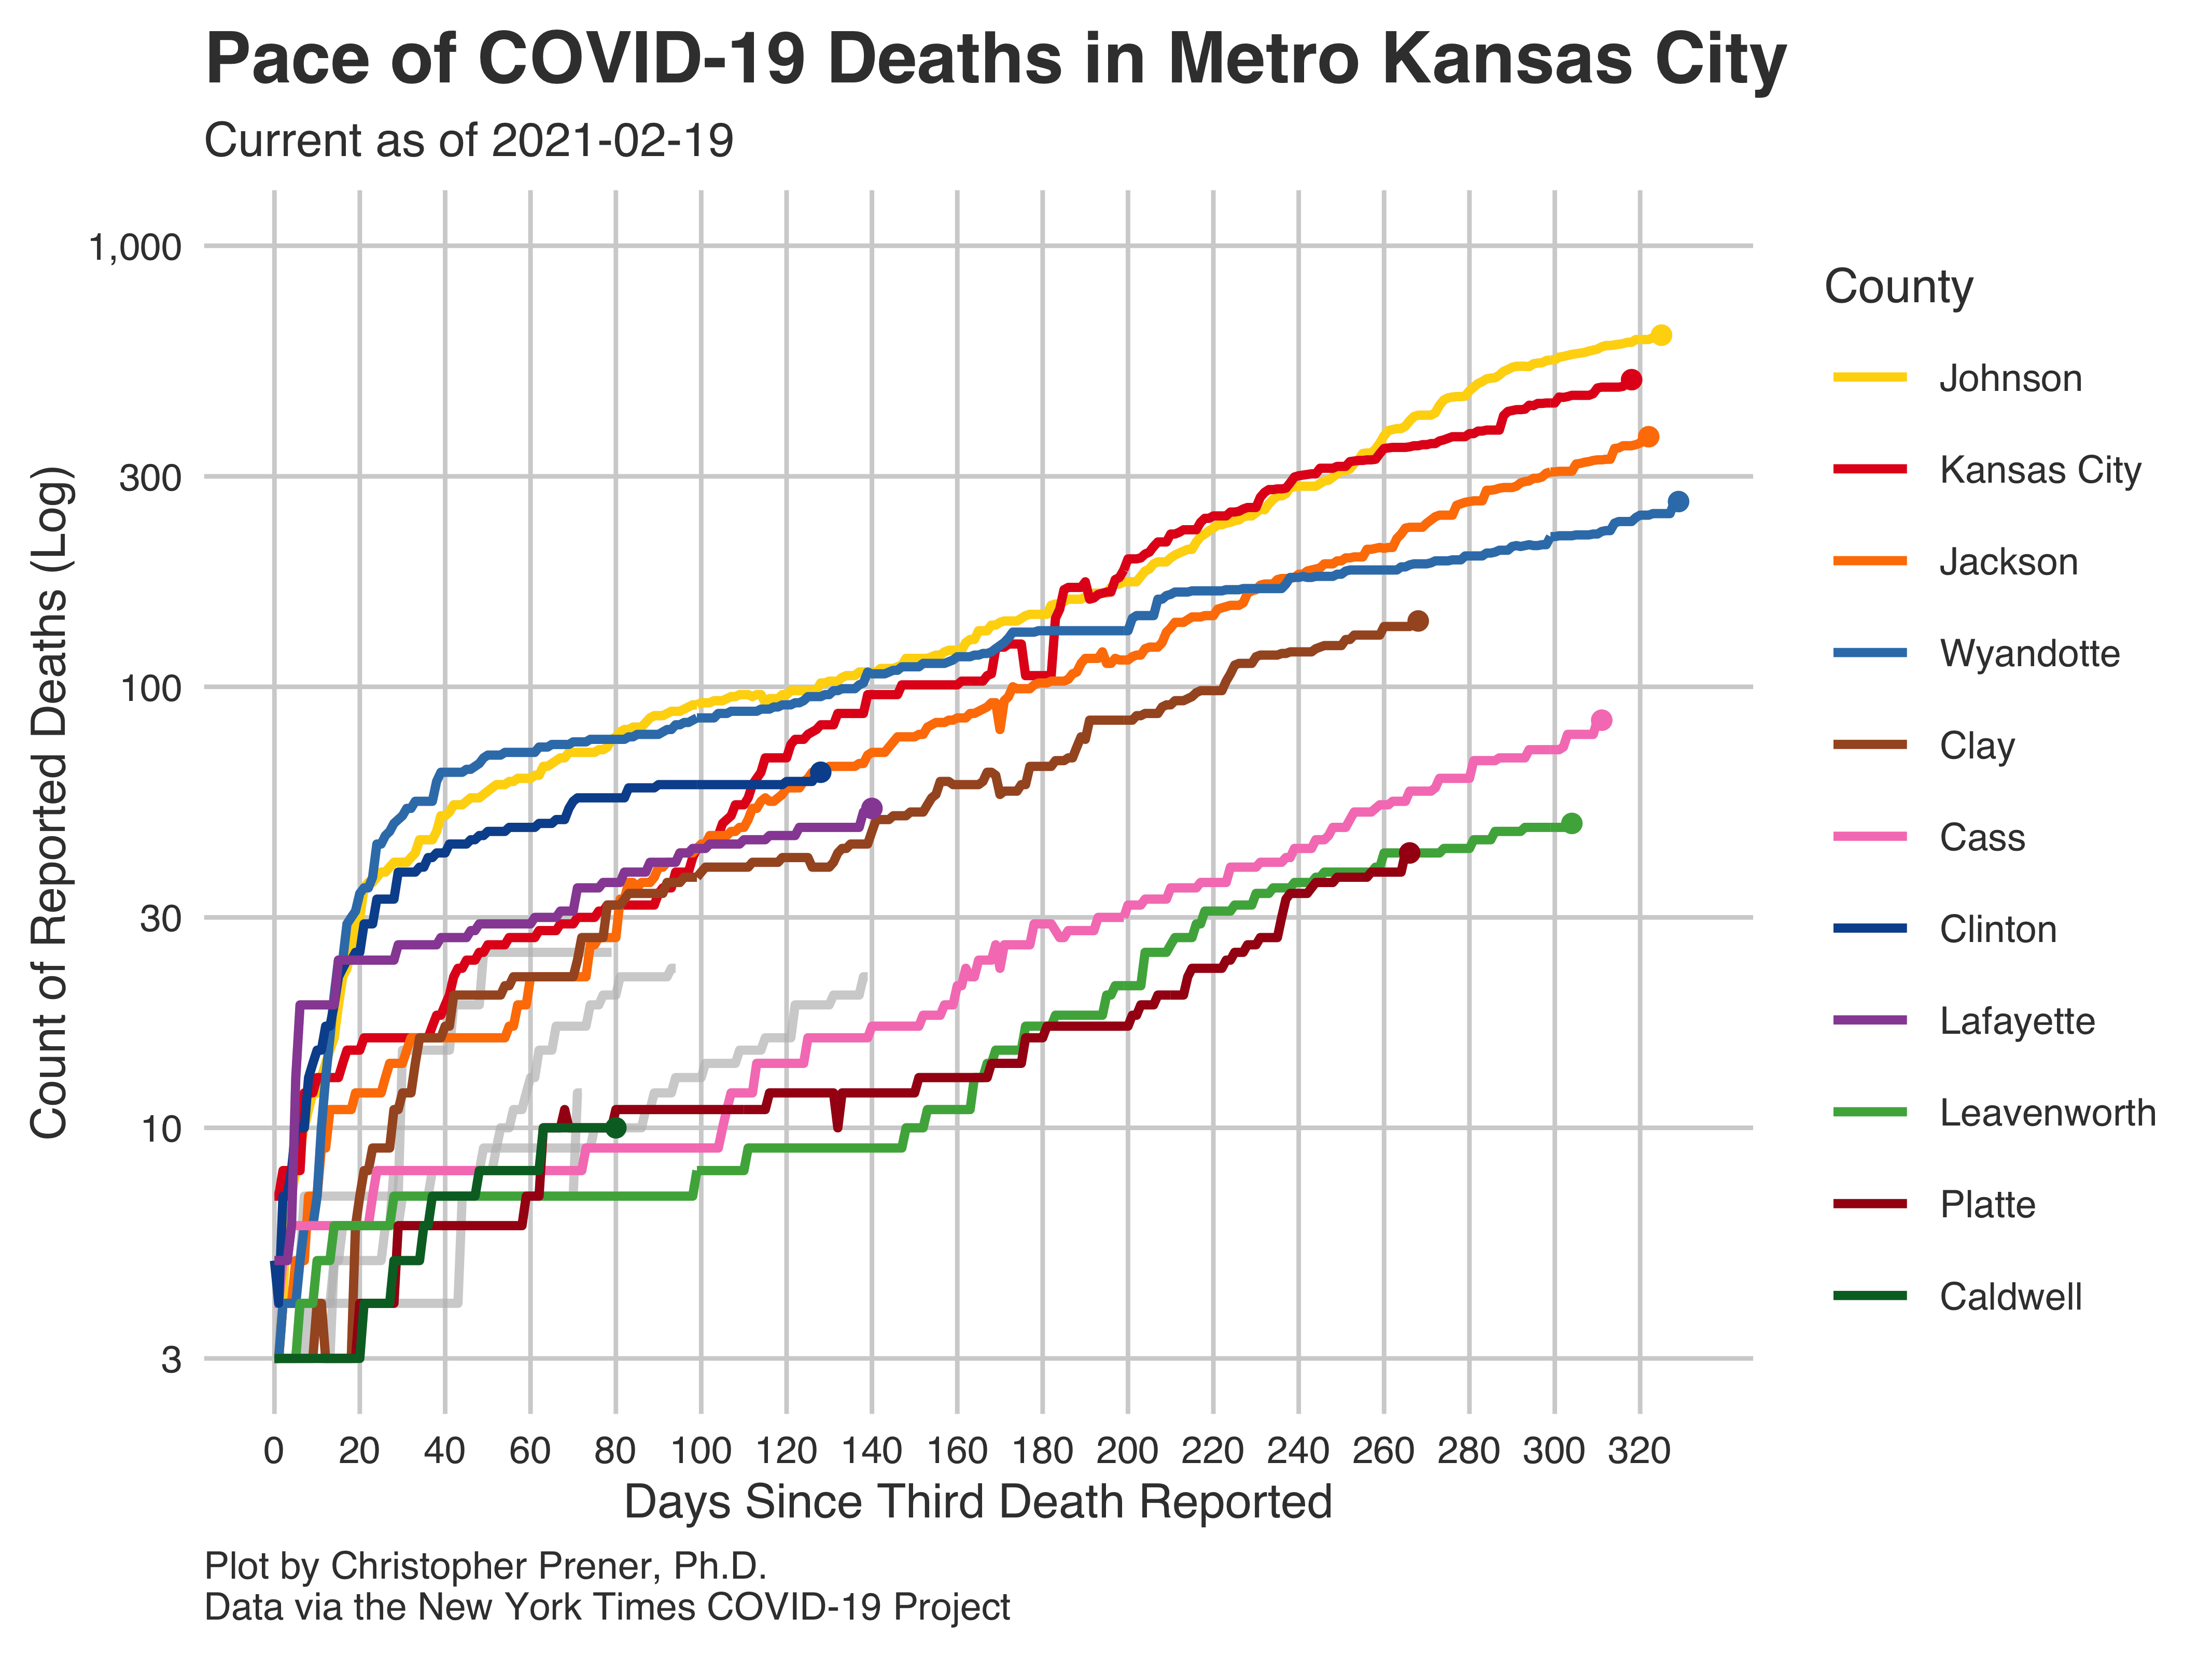 Pace of COVID-19 Deaths in Metro Kansas City
Current as of 2021-02-19
Count of Reported Deaths (Log)
1,000
300
100
30
10
3
0 20 40 60 80 100 120 140 160 180 200 220 240 260 280 300 320
Days Since Third Death Reported
County
Johnson
Kansas City
Jackson
Wyandotte
Clay
Cass
Clinton
Lafayette
Leavenworth
Platte
Caldwell
Plot by Christopher Prener, Ph.D.
Data via the New York Times COVID-19 Project